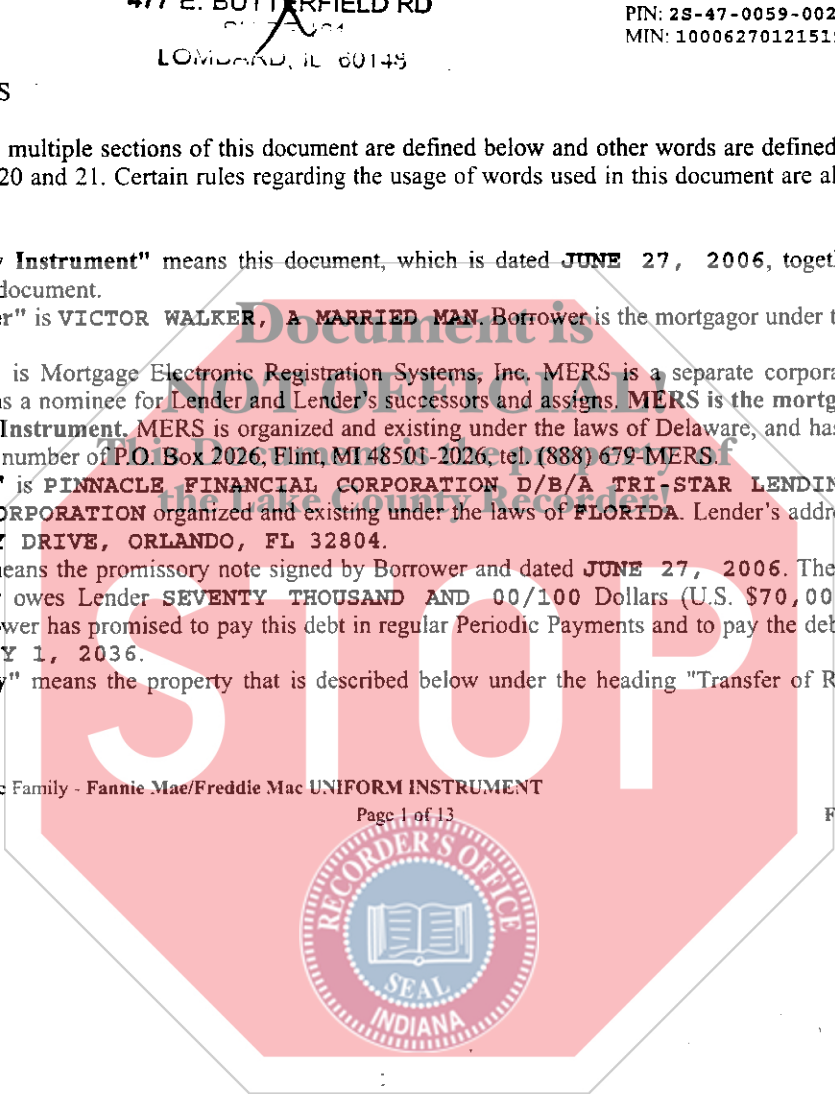 477 E. BUTTERFIELD RD
LOMBARD, IL 60148
PIN: 2S-47-0059-002
MIN: 1000627012151
S
multiple sections of this document are defined below and other words are defined
20 and 21. Certain rules regarding the usage of words used in this document are al
Instrument" means this document, which is dated JUNE 27, 2006, togeth
document.
er" is VICTOR WALKER, A MARRIED MAN. Borrower is the mortgagor under t
is Mortgage Electronic Registration Systems, Inc. MERS is a separate corpora
as a nominee for Lender and Lender's successors and assigns. MERS is the mortg
Instrument. MERS is organized and existing under the laws of Delaware, and has
number of P.O. Box 2026, Flint, MI 48501-2026, tel. (888) 679-MERS.
" is PINNACLE FINANCIAL CORPORATION D/B/A TRI-STAR LENDIN
ORPORATION organized and existing under the laws of FLORIDA. Lender's addr
DRIVE, ORLANDO, FL 32804.
eans the promissory note signed by Borrower and dated JUNE 27, 2006. The
owes Lender SEVENTY THOUSAND AND 00/100 Dollars (U.S. $70,00
wer has promised to pay this debt in regular Periodic Payments and to pay the deb
Y 1, 2036.
y" means the property that is described below under the heading "Transfer of R
Family - Fannie Mae/Freddie Mac UNIFORM INSTRUMENT
Page 1 of 13
F
Document is
NOT OFFICIAL!
This Document is the property of
the Lake County Recorder!
STOP
RECORDER'S OFFICE
SEAL
INDIANA